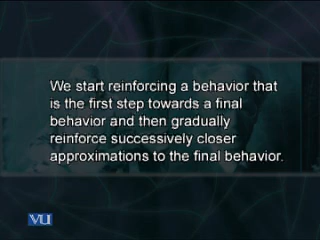 We start reinforcing a behavior that
is the first step towards a final
behavior and then gradually
reinforce successively closer
approximations to the final behavior.
VU